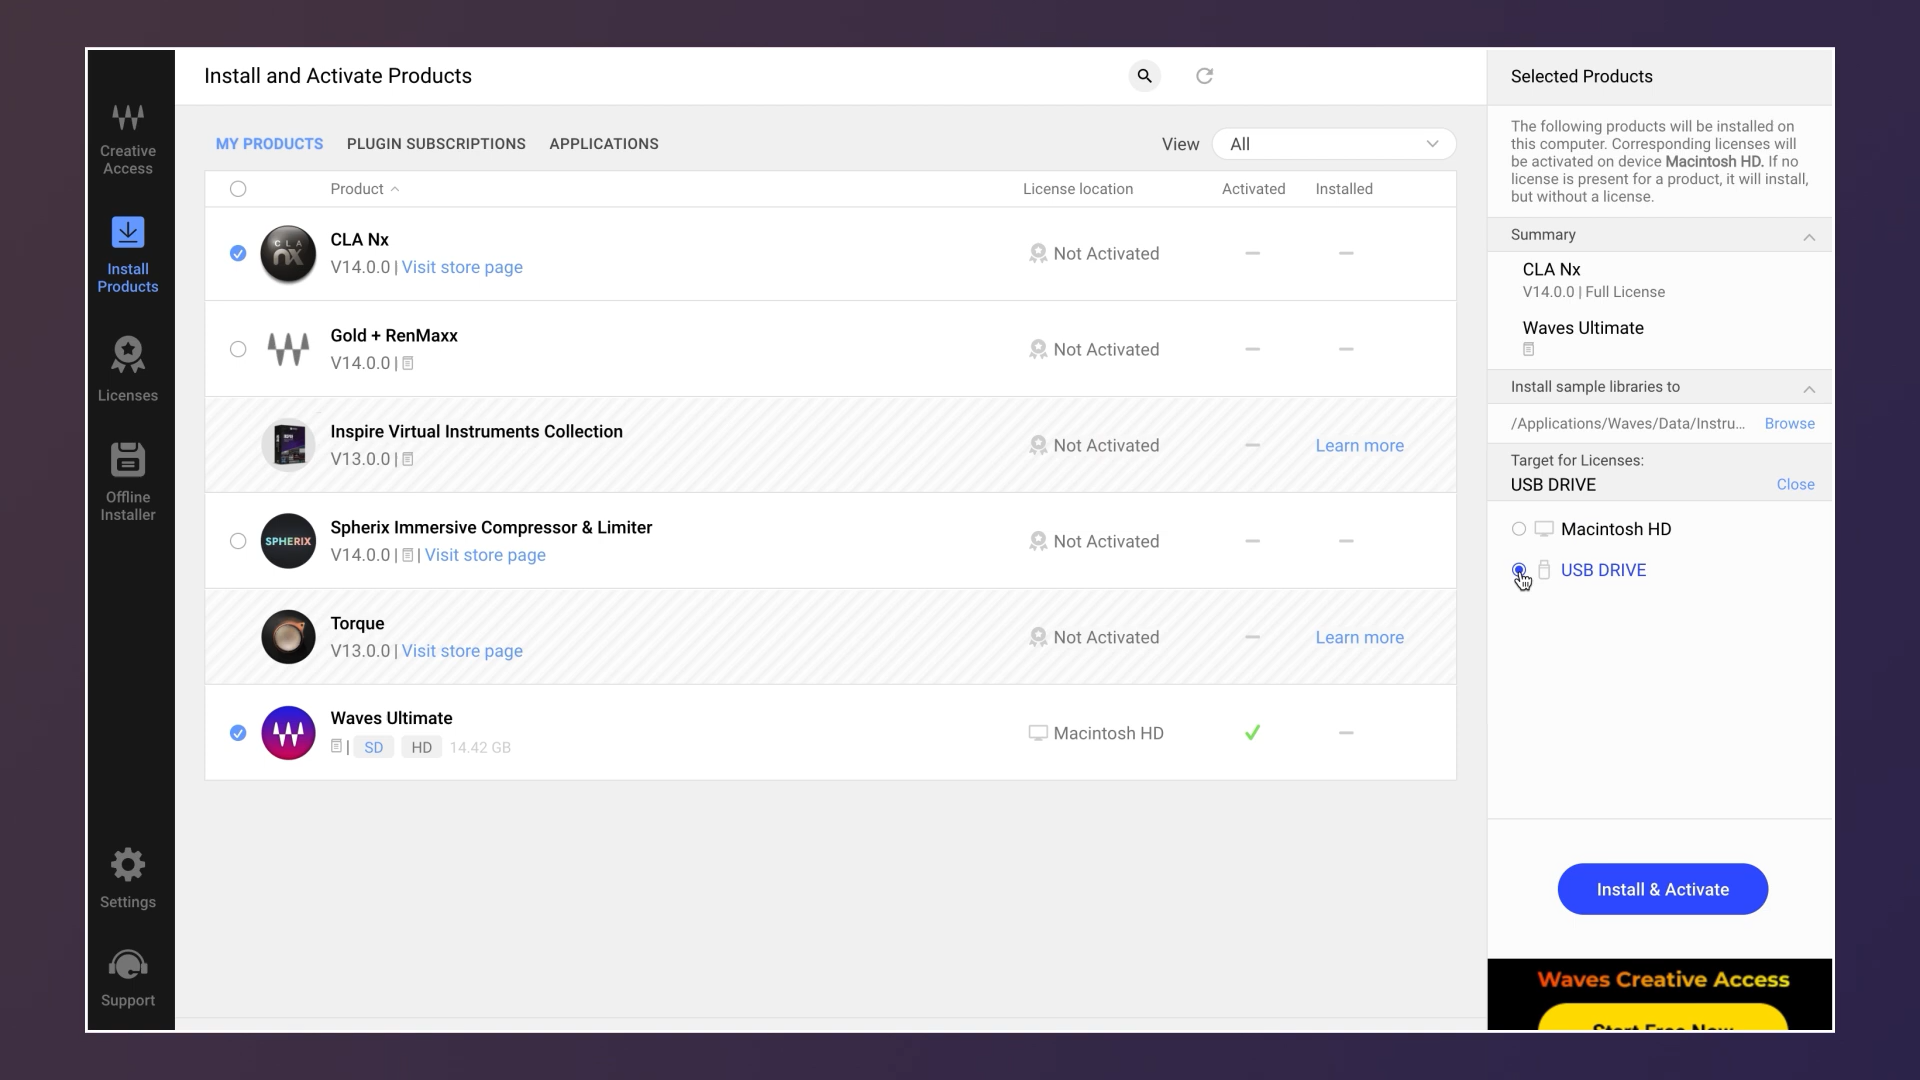 Install and Activate Products
Creative
Access
Install
Products
Licenses
Offline
Installer
Settings
Support
MY PRODUCTS PLUGIN SUBSCRIPTIONS APPLICATIONS
View All
Product License location Activated Installed
CLA nx
CLA Nx
V14.0.0 | Visit store page
Not Activated
Gold + RenMaxx
V14.0.0 |
Not Activated
Inspire Virtual Instruments Collection
V13.0.0 |
Not Activated
Learn more
SPHERIX
Spherix Immersive Compressor & Limiter
V14.0.0 | | Visit store page
Not Activated
Torque
V13.0.0 | Visit store page
Not Activated
Learn more
Waves Ultimate
| SD HD 14.42 GB
Macintosh HD
Selected Products
The following products will be installed on
this computer. Corresponding licenses will
be activated on device Macintosh HD. If no
license is present for a product, it will install,
but without a license.
Summary
CLA Nx
V14.0.0 | Full License
Waves Ultimate
Install sample libraries to
/Applications/Waves/Data/Instru... Browse
Target for Licenses:
USB DRIVE Close
Macintosh HD
USB DRIVE
Install & Activate
Waves Creative Access
Start Free Now